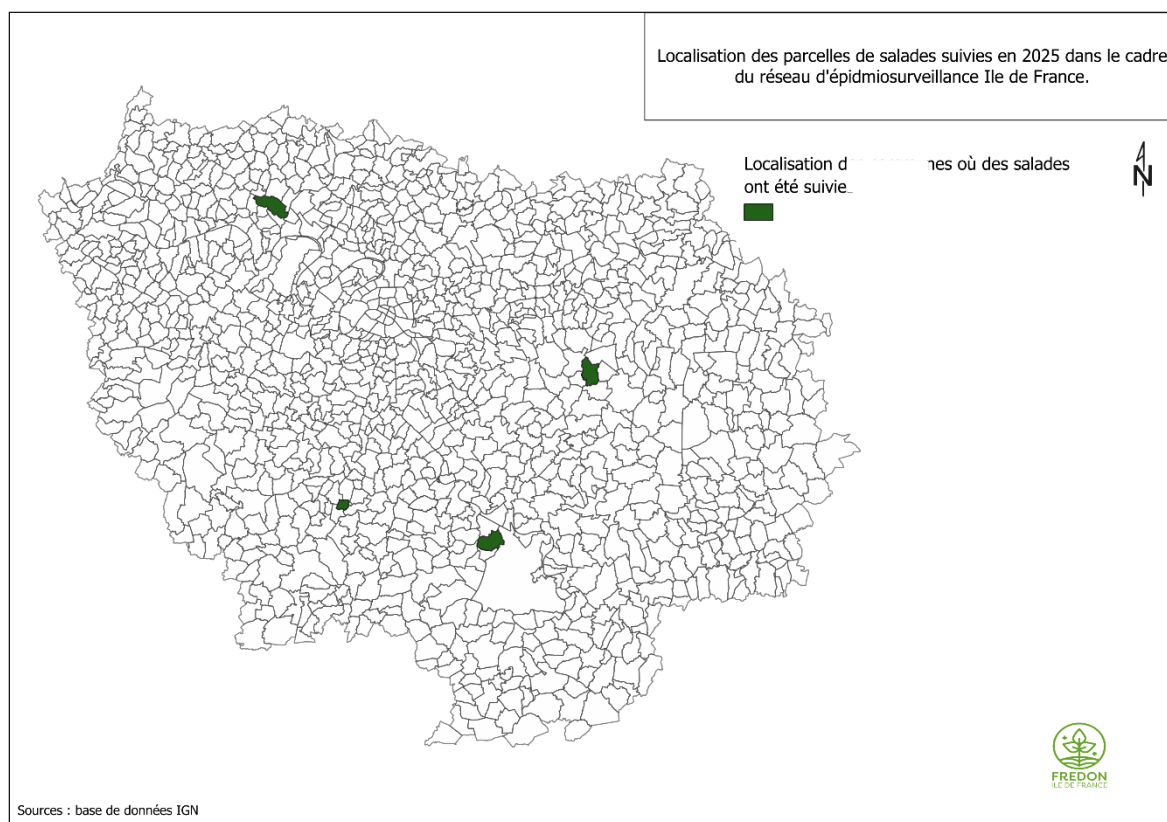 Localisation des parcelles de salades suivies en 2025 dans le cadre
du réseau d'épidmiosurveillance Ile de France.
Localisation où des salades
ont été
N
FREDON
ILE DE FRANCE
Sources : base de données IGN